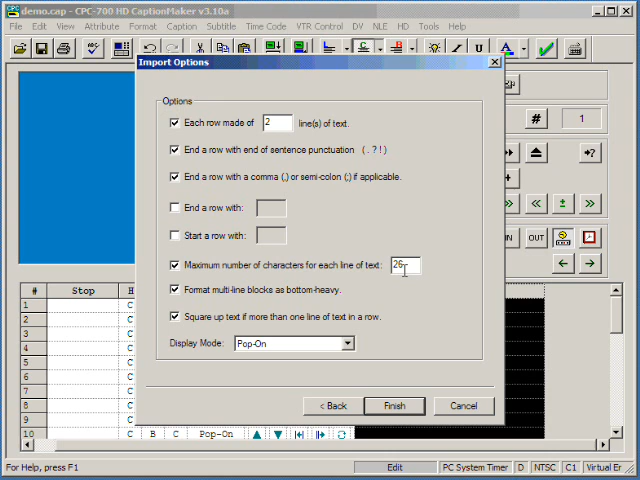 demo.cap - CPC-700 HD CaptionMaker v3.10a
File Edit View Attribute Format Caption Subtitle Time Code VTR Control DV NLE HD Tools Help
ABC I U A
Import Options
Options
Each row made of 2 line(s) of text.
End a row with end of sentence punctuation ( . ? ! )
End a row with a comma (,) or semi-colon (;) if applicable.
End a row with:
Start a row with:
Maximum number of characters for each line of text: 26
Format multi-line blocks as bottom-heavy.
Square up text if more than one line of text in a row.
Display Mode: Pop-On
< Back Finish Cancel
# 1
IN OUT
# Stop H
1 C
2 C
3 C
4 C
5 C
6 C
7 C
8 C
9 C
10 C B C Pop-On
For Help, press F1 Edit PC System Timer D NTSC C1 Virtual Er